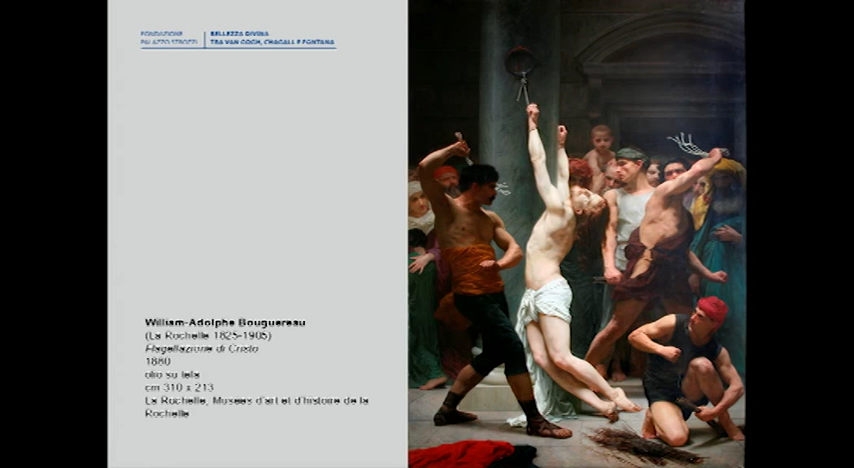 FONDAZIONE
PALAZZO STROZZI
BELLEZZA DIVINA
TRA VAN GOGH, CHAGALL E FONTANA
William-Adolphe Bouguereau
(La Rochelle 1825-1905)
Flagellazione di Cristo
1880
olio su tela
cm 310 x 213
La Rochelle, Musées d'art et d'histoire de la
Rochelle